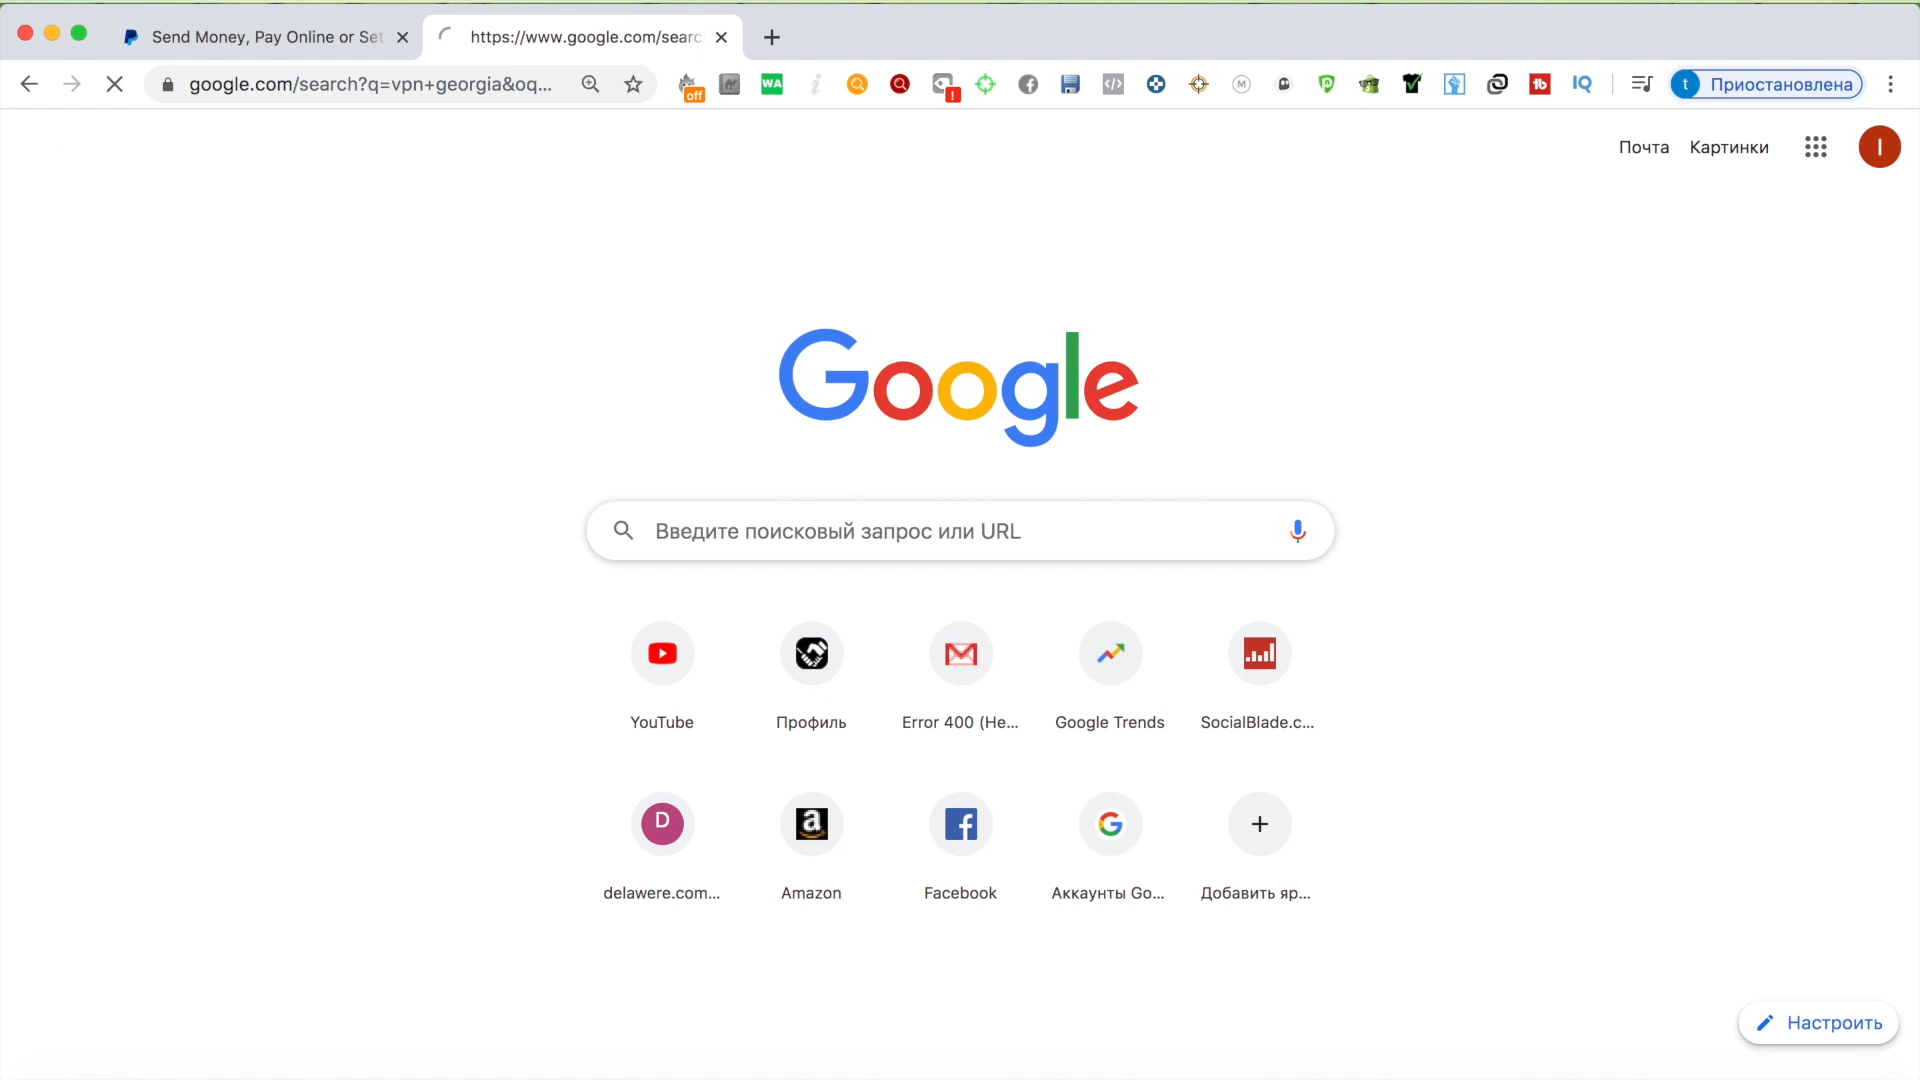 Send Money, Pay Online or Set
https://www.google.com/searc
google.com/search?q=vpn+georgia&oq...
off
WA
!
M
16
IQ
t
Приостановлена
Почта
Картинки
I
Google
Введите поисковый запрос или URL
YouTube
Профиль
Error 400 (Не...
Google Trends
SocialBlade.c...
D
a
delawere.com...
Amazon
Facebook
Аккаунты Go...
Добавить яр...
Настроить